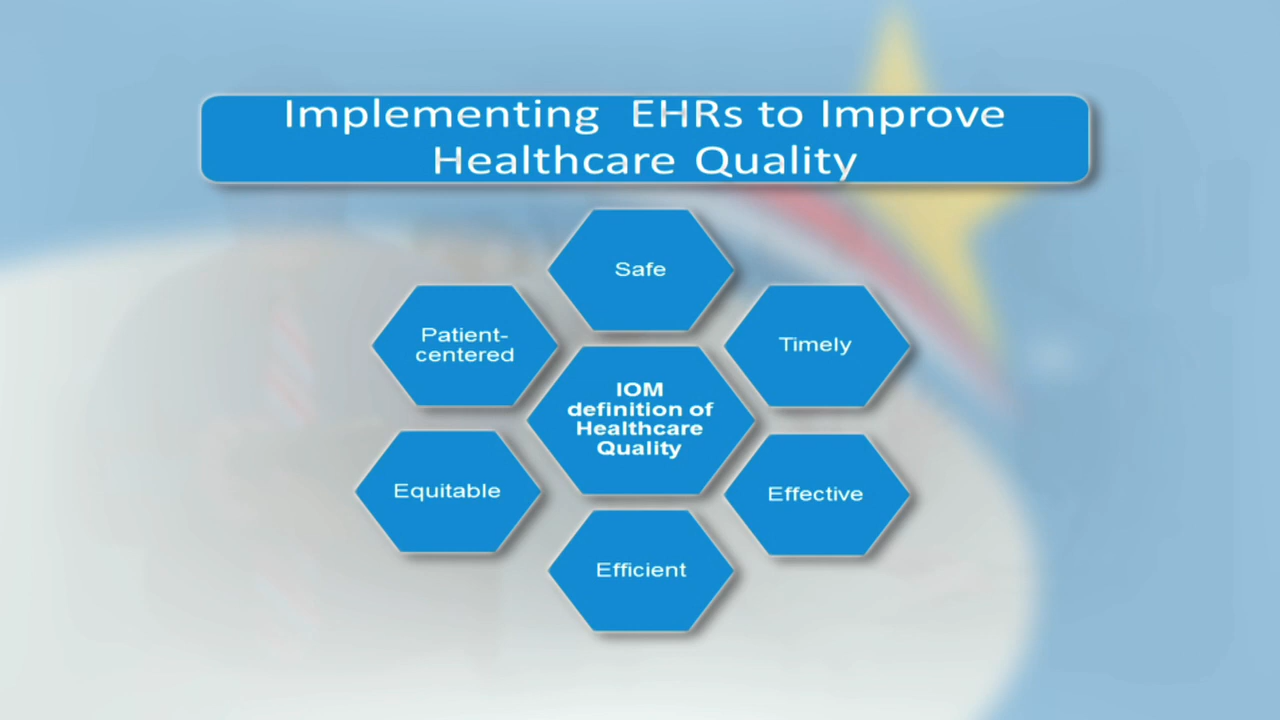 Implementing EHRs to Improve
Healthcare Quality
Safe
Patient-
centered
Timely
IOM
definition of
Healthcare
Quality
Equitable
Effective
Efficient